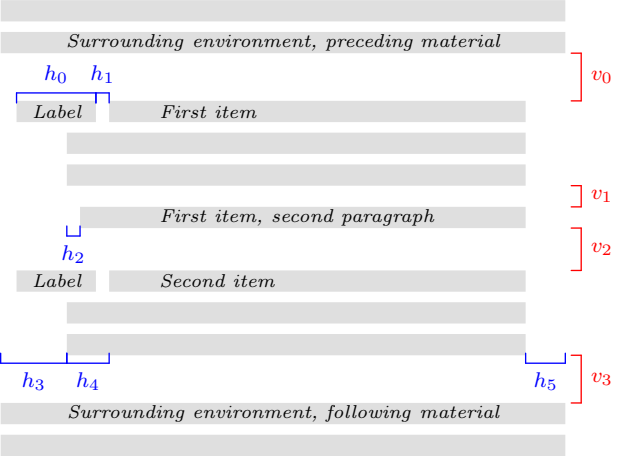 Surrounding environment, preceding material
h0 h1 v0
Label First item
v1
First item, second paragraph
h2 v2
Label Second item
h3 h4 h5 v3
Surrounding environment, following material